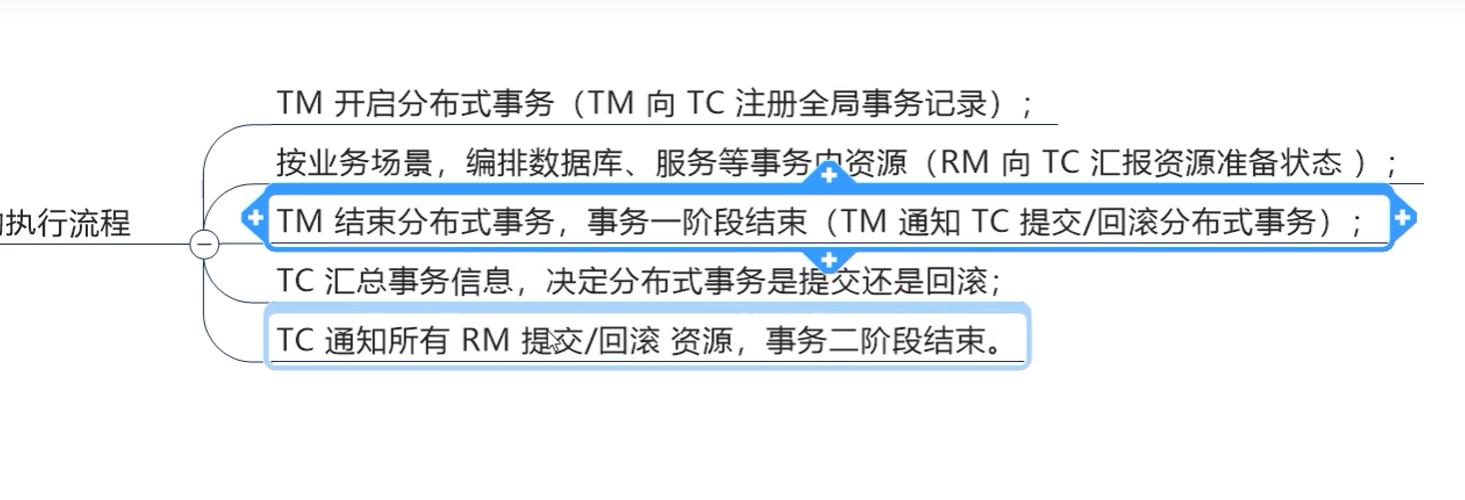 TM 开启分布式事务（TM 向 TC 注册全局事务记录）；
按业务场景，编排数据库、服务等事务内资源（RM 向 TC 汇报资源准备状态 ）；
执行流程
TM 结束分布式事务，事务一阶段结束（TM 通知 TC 提交/回滚分布式事务）；
TC 汇总事务信息，决定分布式事务是提交还是回滚；
TC 通知所有 RM 提交/回滚 资源，事务二阶段结束。